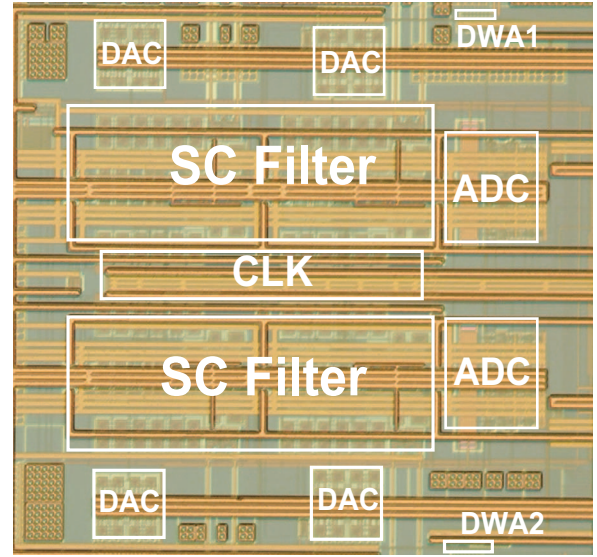 DWA1
DAC
DAC
SC Filter
ADC
CLK
SC Filter
ADC
DAC
DAC
DWA2